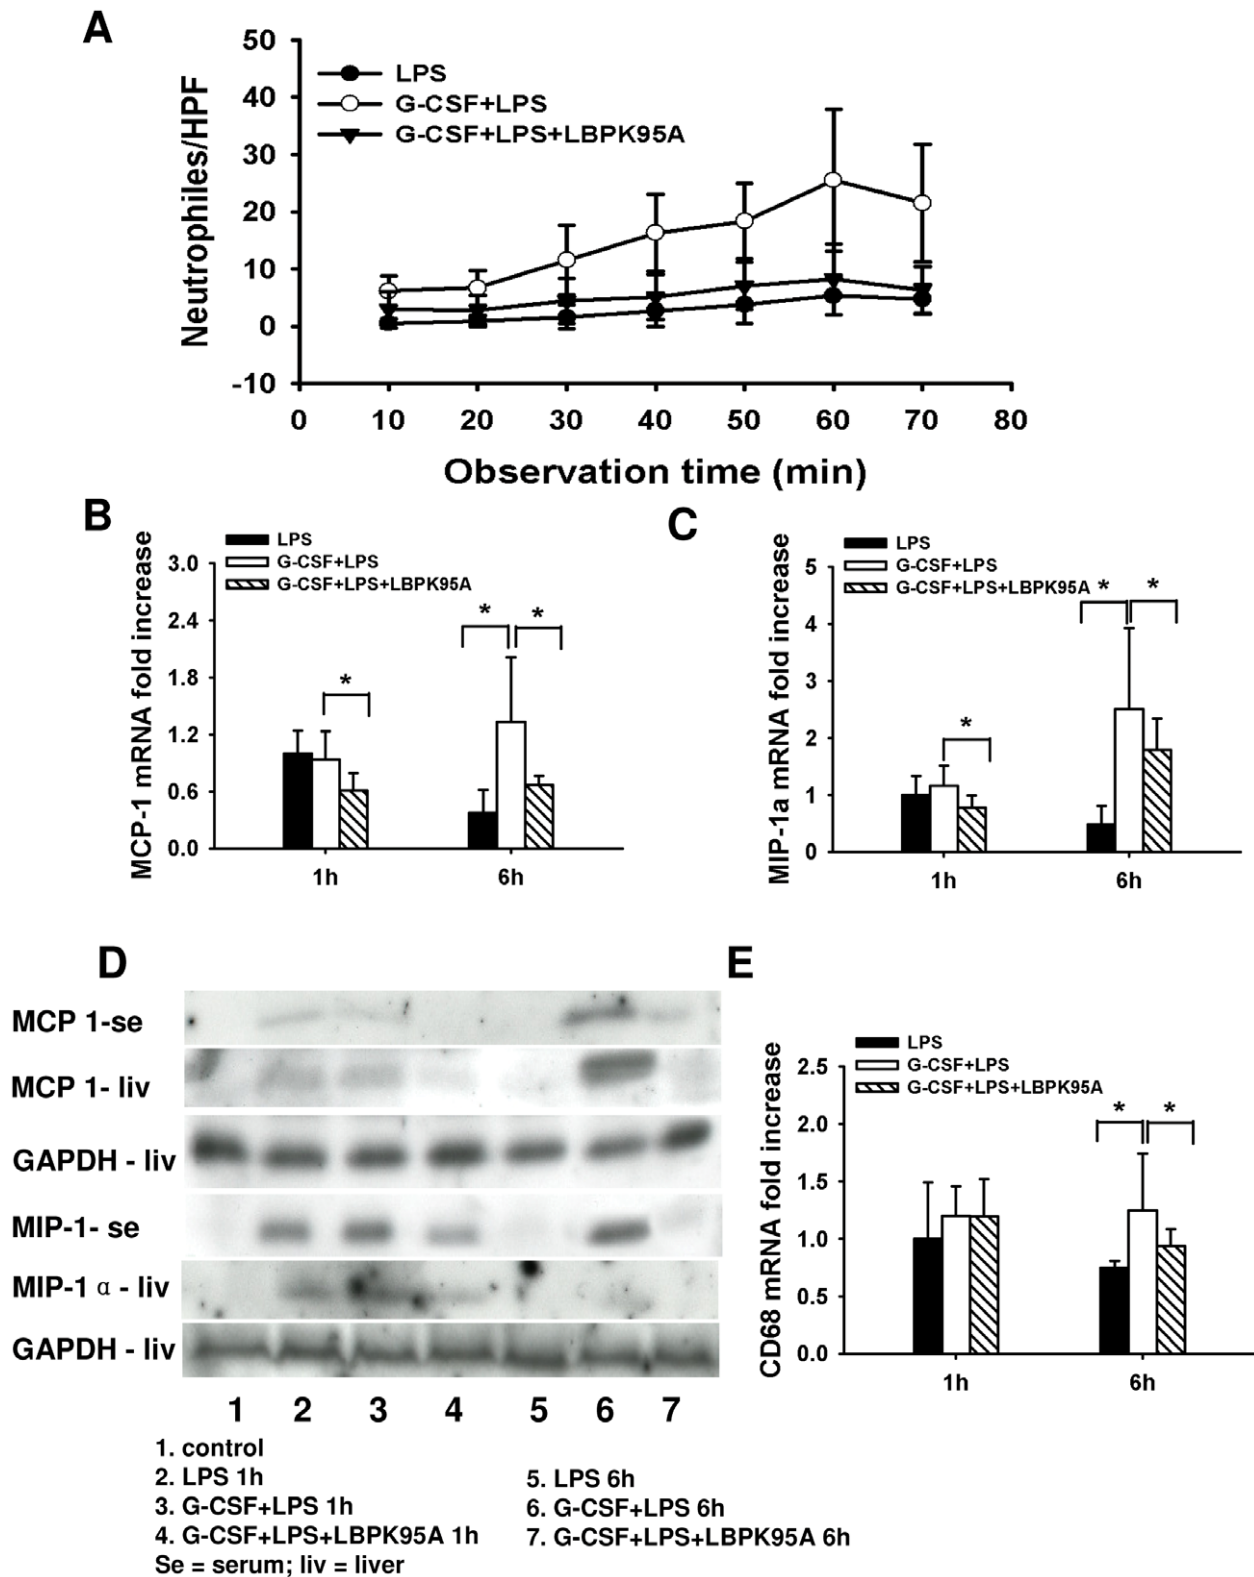 A
50
40
30
20
10
0
-10
Neutrophiles/HPF
LPS
G-CSF+LPS
G-CSF+LPS+LBPK95A
0 10 20 30 40 50 60 70 80
Observation time (min)
B
MCP-1 mRNA fold increase
3.0
2.4
1.8
1.2
0.6
0.0
LPS
G-CSF+LPS
G-CSF+LPS+LBPK95A
*
* *
1h 6h
C
MIP-1a mRNA fold increase
5
4
3
2
1
0
LPS
G-CSF+LPS
G-CSF+LPS+LBPK95A
* *
*
1h 6h
D
MCP 1-se
MCP 1- liv
GAPDH - liv
MIP-1- se
MIP-1 α - liv
GAPDH - liv
1 2 3 4 5 6 7
1. control
2. LPS 1h
3. G-CSF+LPS 1h
4. G-CSF+LPS+LBPK95A 1h
Se = serum; liv = liver
5. LPS 6h
6. G-CSF+LPS 6h
7. G-CSF+LPS+LBPK95A 6h
E
CD68 mRNA fold increase
2.5
2.0
1.5
1.0
0.5
0.0
LPS
G-CSF+LPS
G-CSF+LPS+LBPK95A
* *
1h 6h